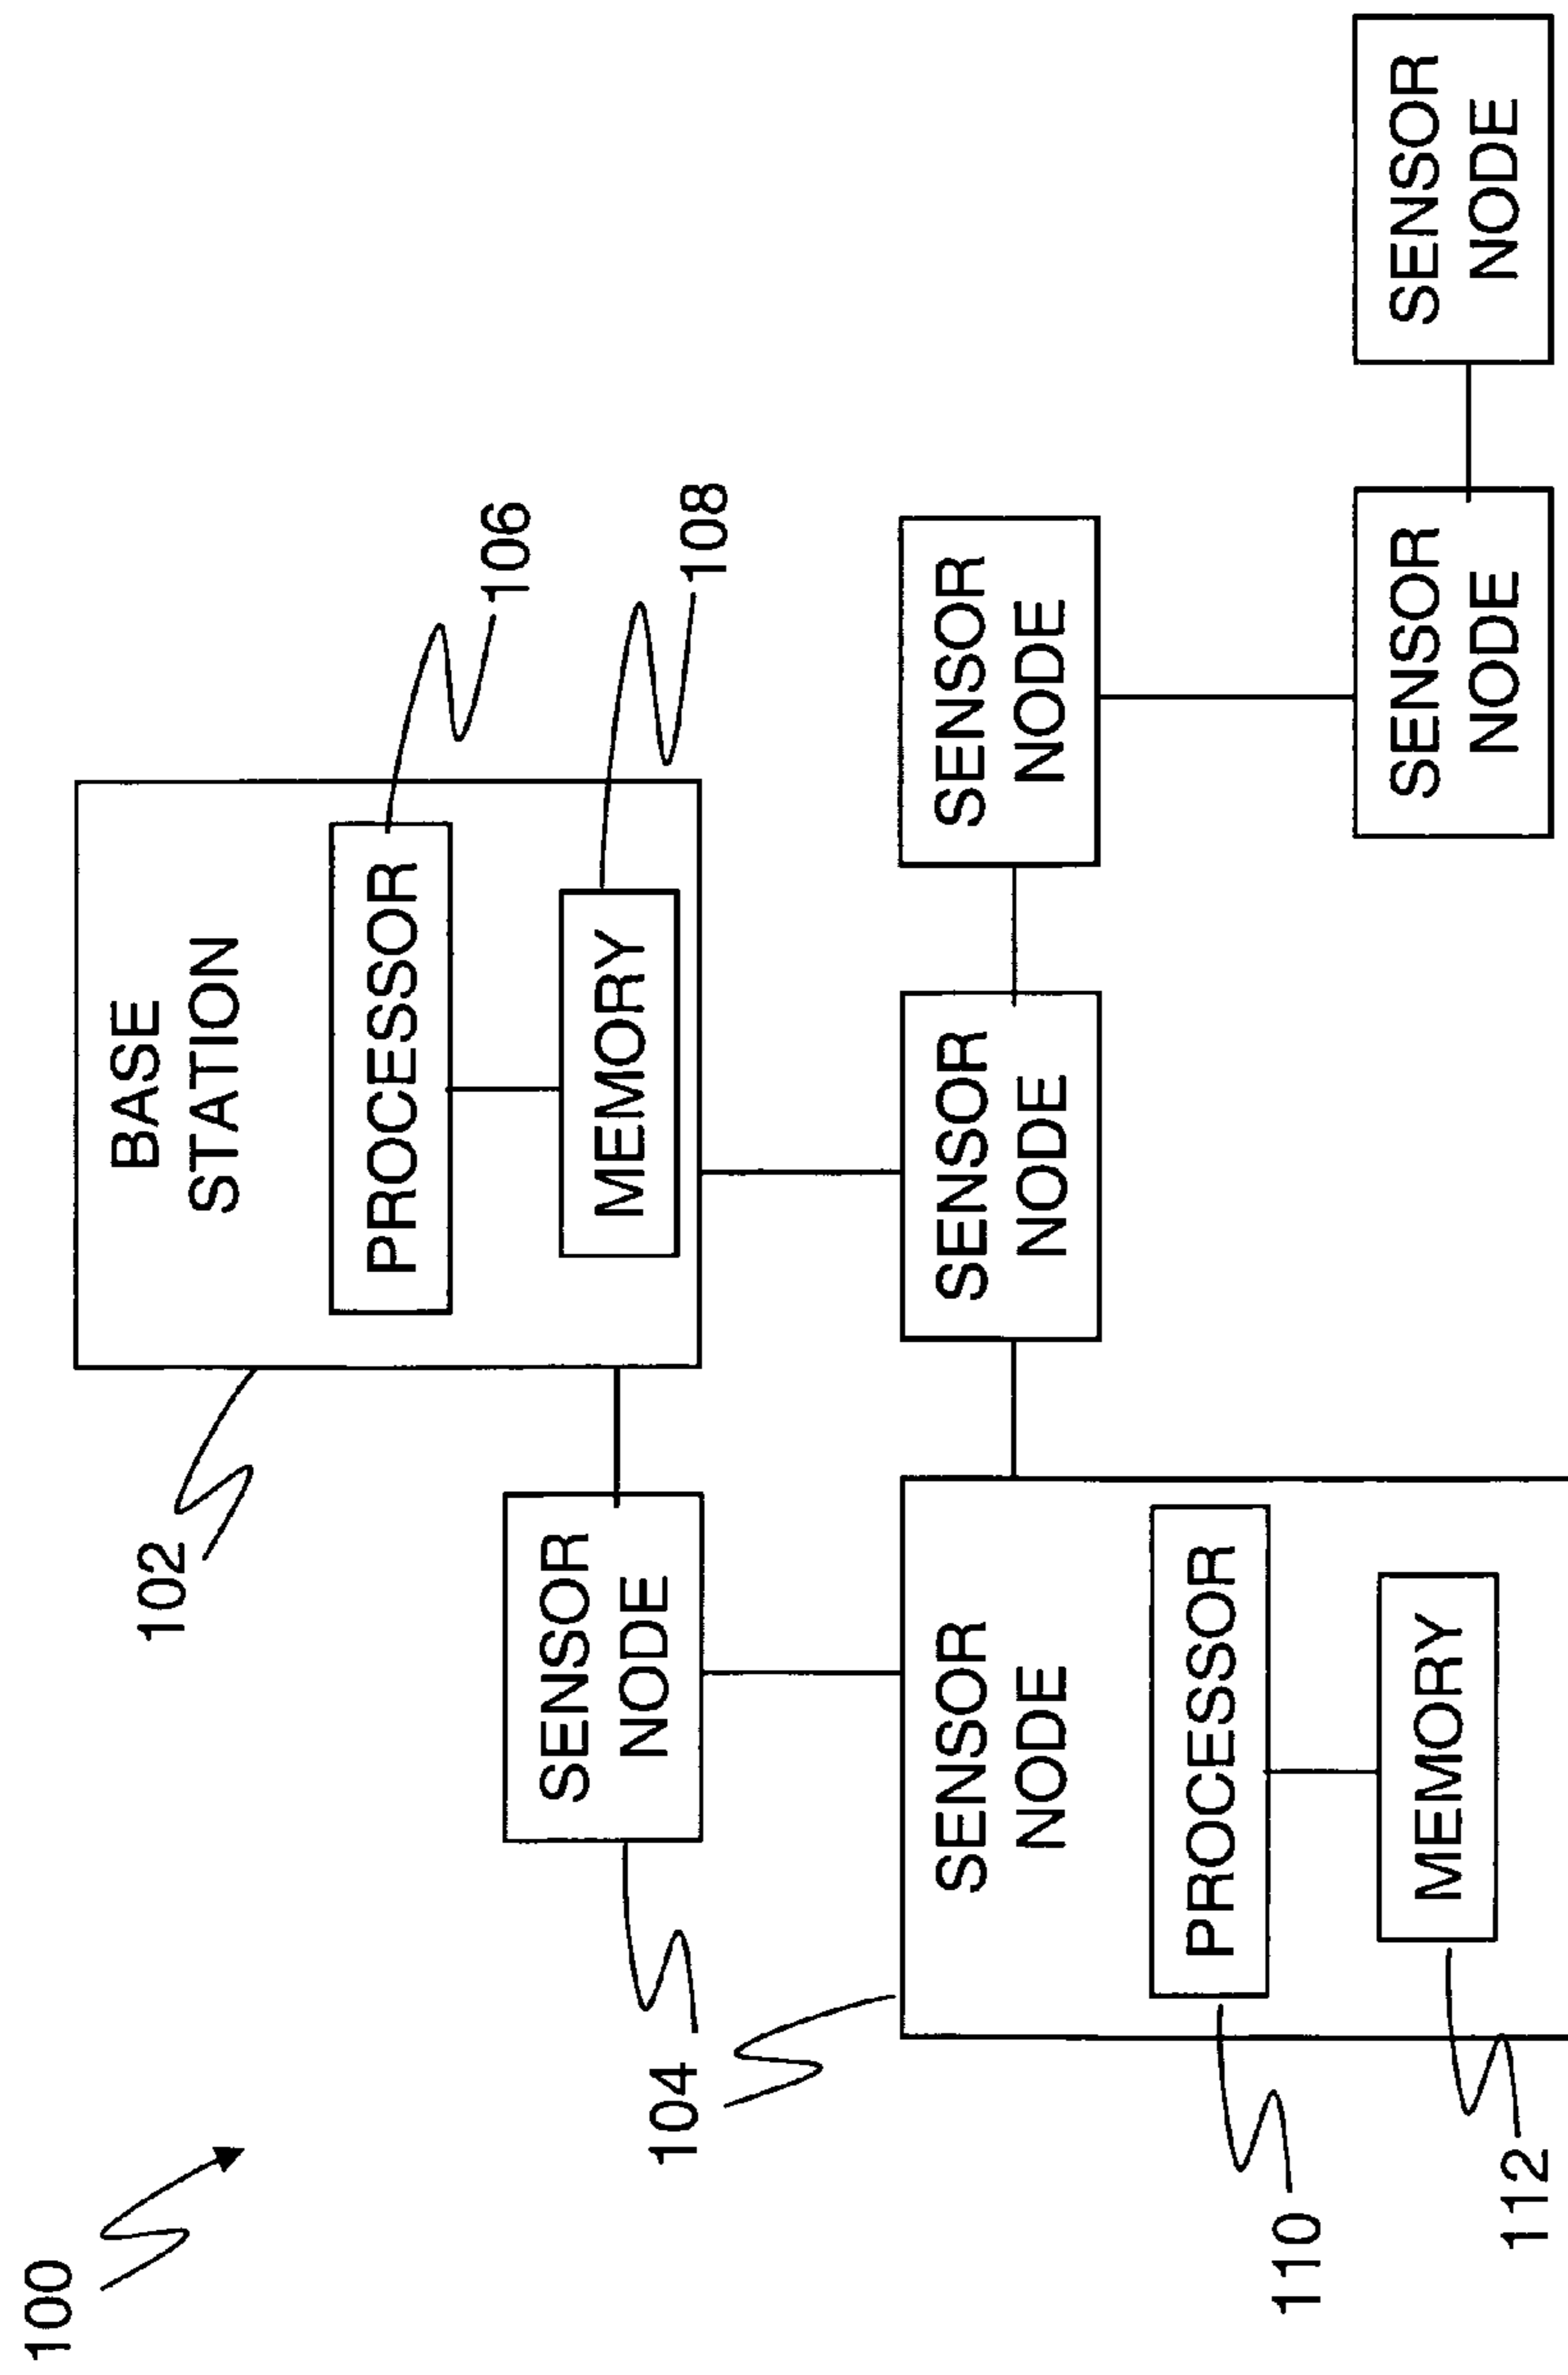 100
102
BASE
STATION
PROCESSOR
106
MEMORY
108
104
SENSOR
NODE
SENSOR
NODE
PROCESSOR
110
MEMORY
112
SENSOR
NODE
SENSOR
NODE
SENSOR
NODE
SENSOR
NODE